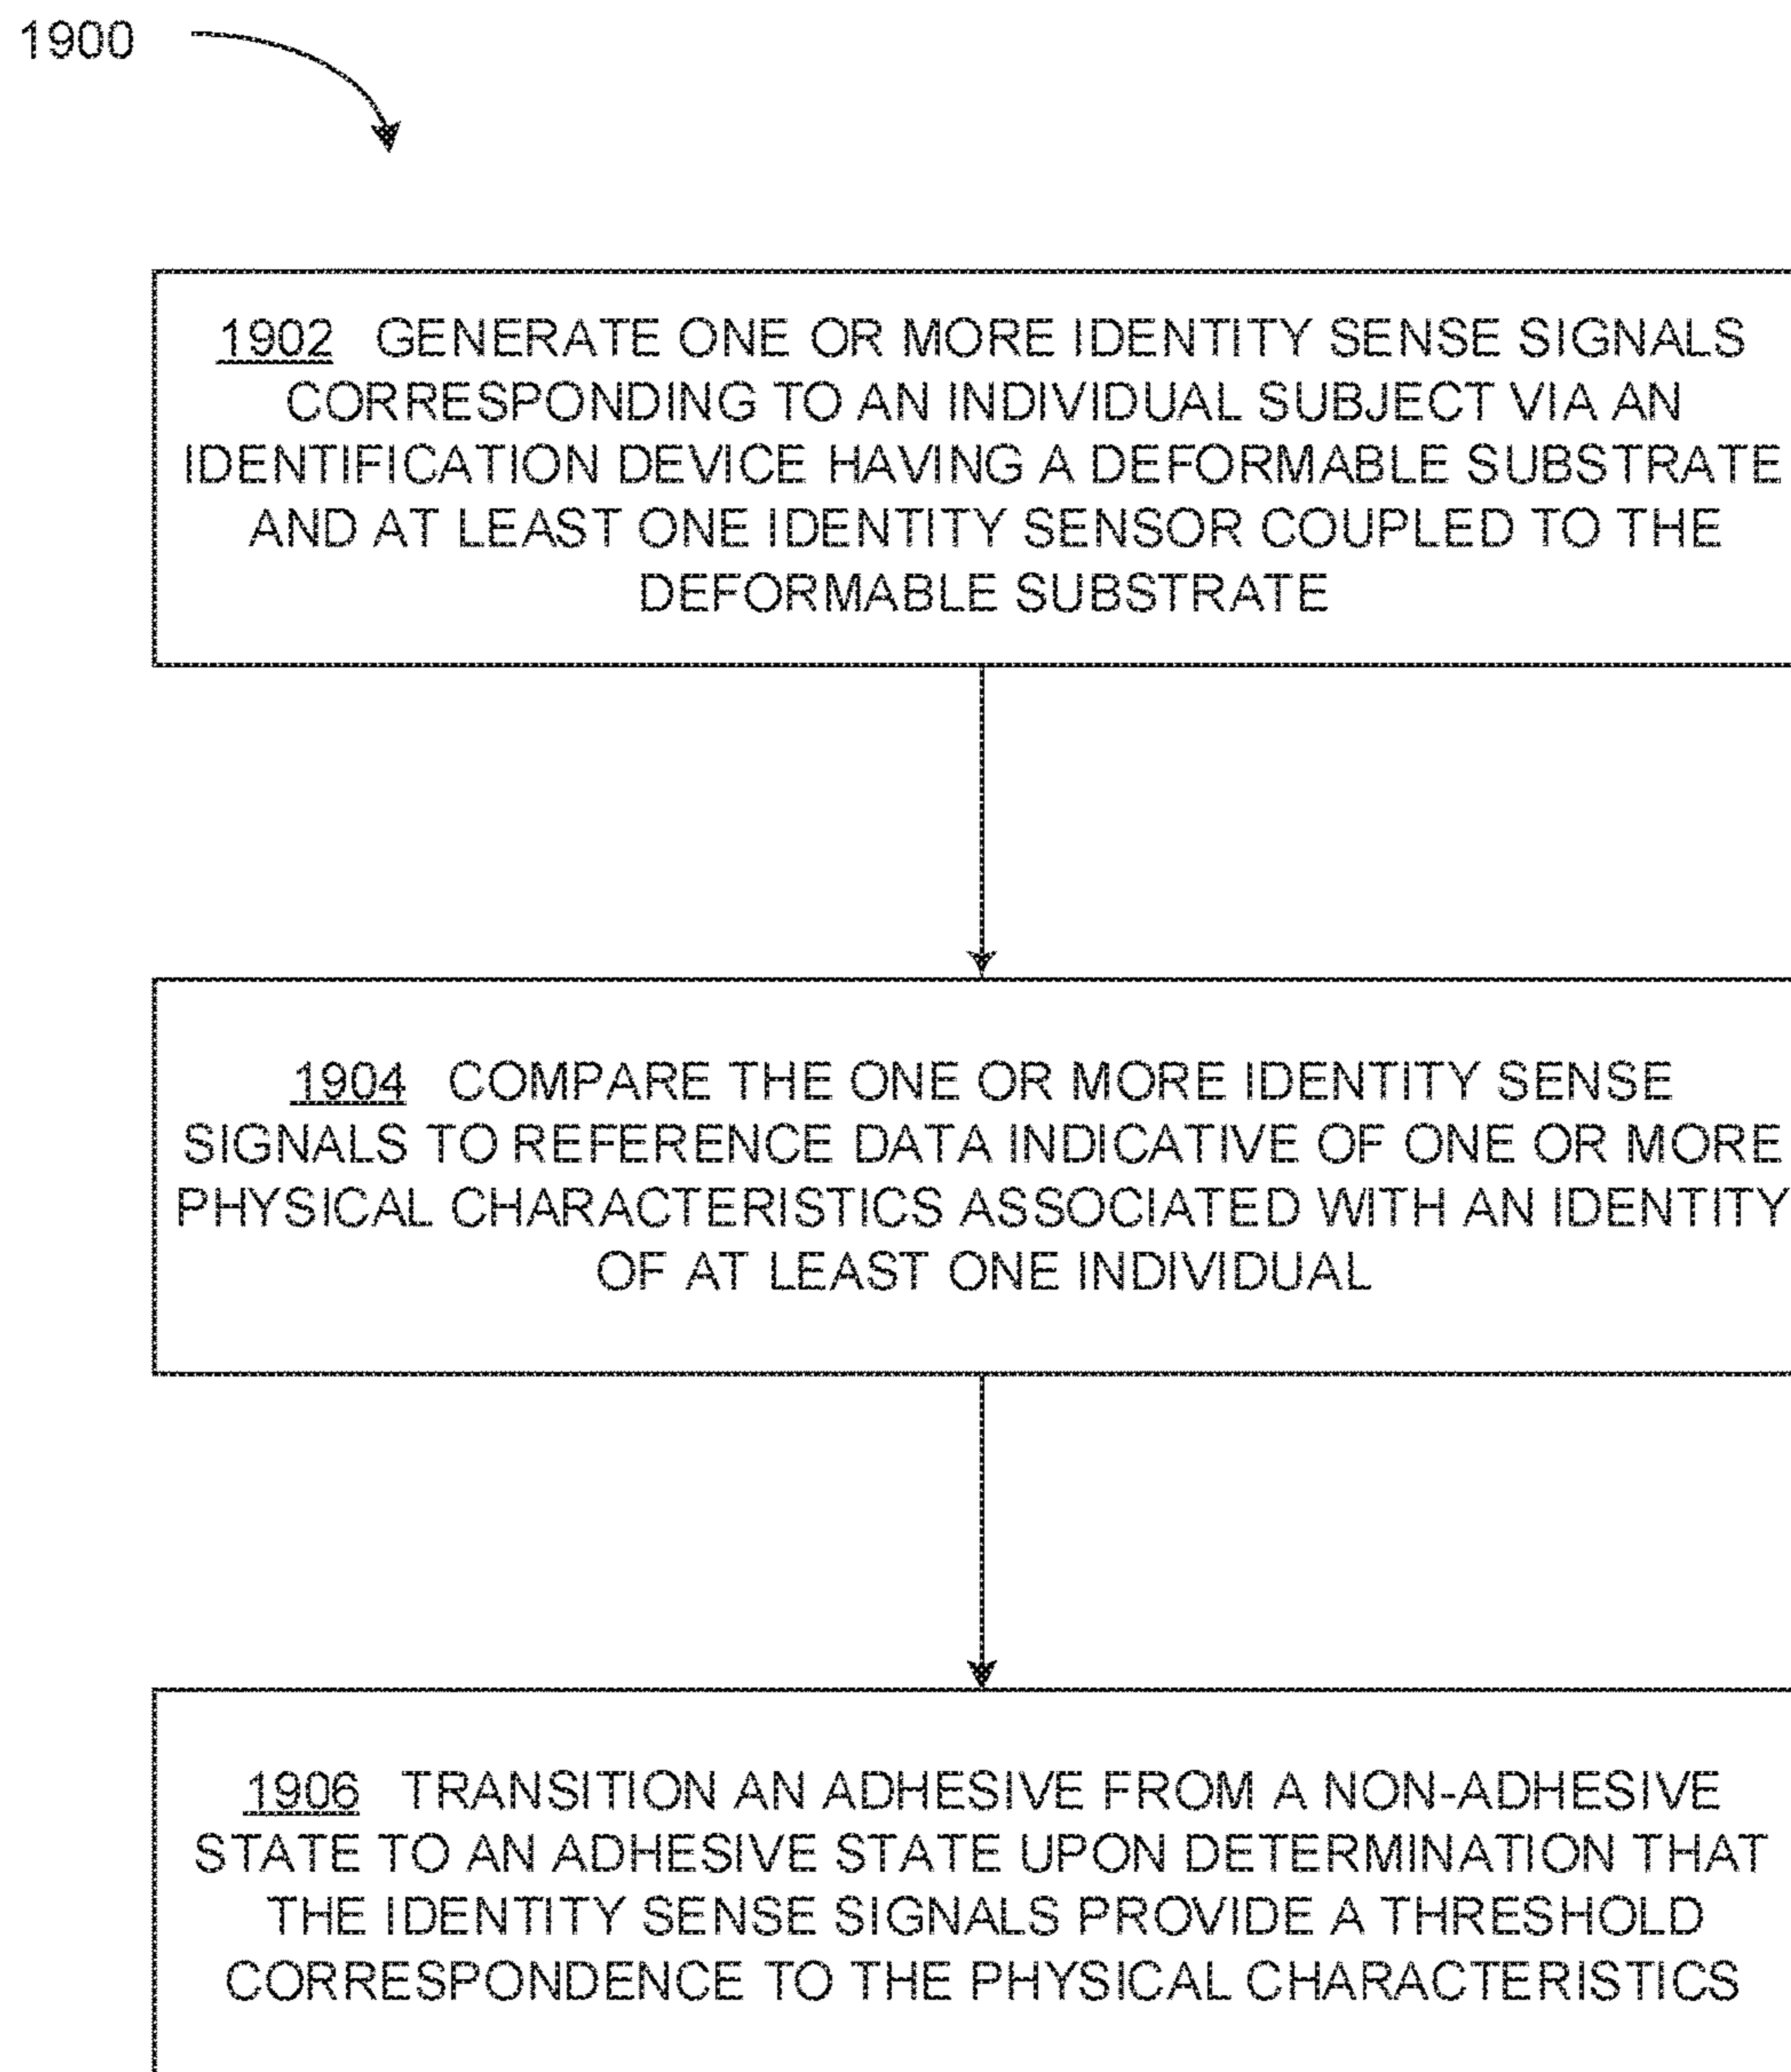 1900
1902 GENERATE ONE OR MORE IDENTITY SENSE SIGNALS
CORRESPONDING TO AN INDIVIDUAL SUBJECT VIA AN
IDENTIFICATION DEVICE HAVING A DEFORMABLE SUBSTRATE
AND AT LEAST ONE IDENTITY SENSOR COUPLED TO THE
DEFORMABLE SUBSTRATE
1904 COMPARE THE ONE OR MORE IDENTITY SENSE
SIGNALS TO REFERENCE DATA INDICATIVE OF ONE OR MORE
PHYSICAL CHARACTERISTICS ASSOCIATED WITH AN IDENTITY
OF AT LEAST ONE INDIVIDUAL
1906 TRANSITION AN ADHESIVE FROM A NON-ADHESIVE
STATE TO AN ADHESIVE STATE UPON DETERMINATION THAT
THE IDENTITY SENSE SIGNALS PROVIDE A THRESHOLD
CORRESPONDENCE TO THE PHYSICAL CHARACTERISTICS